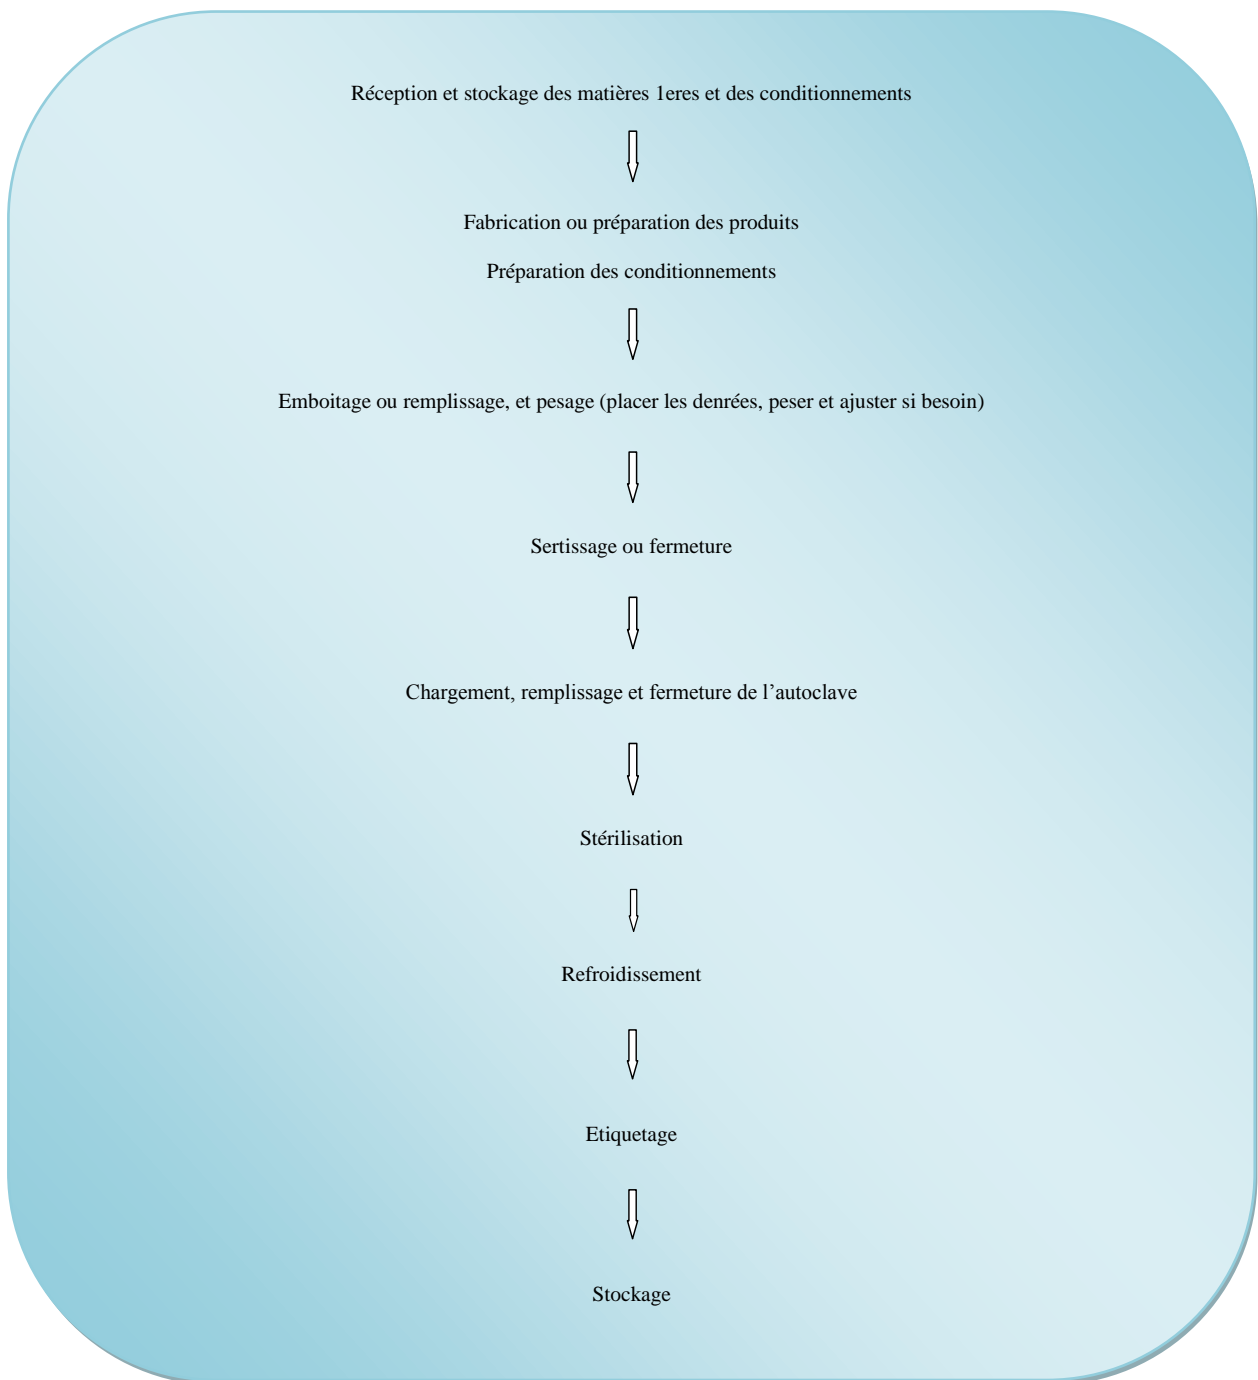 Réception et stockage des matières 1eres et des conditionnements
Fabrication ou préparation des produits
Préparation des conditionnements
Emboitage ou remplissage, et pesage (placer les denrées, peser et ajuster si besoin)
Sertissage ou fermeture
Chargement, remplissage et fermeture de l’autoclave
Stérilisation
Refroidissement
Etiquetage
Stockage